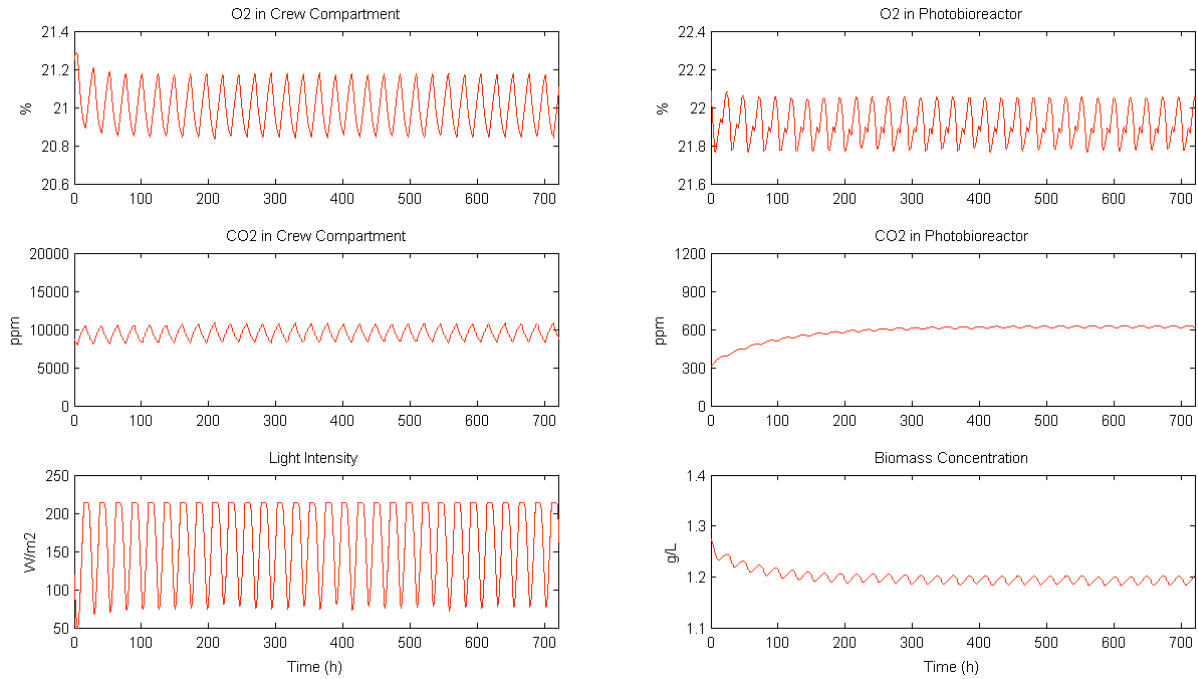 O2 in Crew Compartment
21.4
21.2
21
20.8
20.6
%
0 100 200 300 400 500 600 700
O2 in Photobioreactor
22.4
22.2
22
21.8
21.6
%
0 100 200 300 400 500 600 700
CO2 in Crew Compartment
20000
15000
10000
5000
0
ppm
0 100 200 300 400 500 600 700
CO2 in Photobioreactor
1200
900
600
300
0
ppm
0 100 200 300 400 500 600 700
Light Intensity
250
200
150
100
50
W/m2
0 100 200 300 400 500 600 700
Time (h)
Biomass Concentration
1.4
1.3
1.2
1.1
g/L
0 100 200 300 400 500 600 700
Time (h)